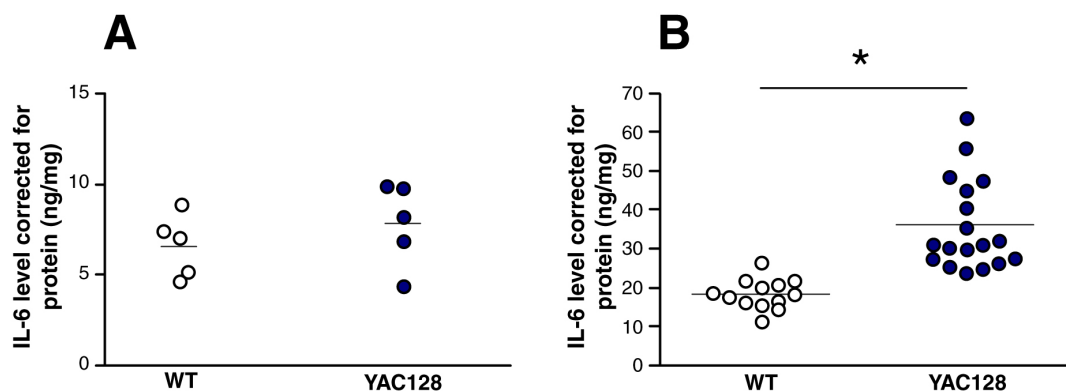 A
IL-6 level corrected for
protein (ng/mg)
15
10
5
0
WT
YAC128
B
*
IL-6 level corrected for
protein (ng/mg)
70
60
50
40
30
20
10
0
WT
YAC128